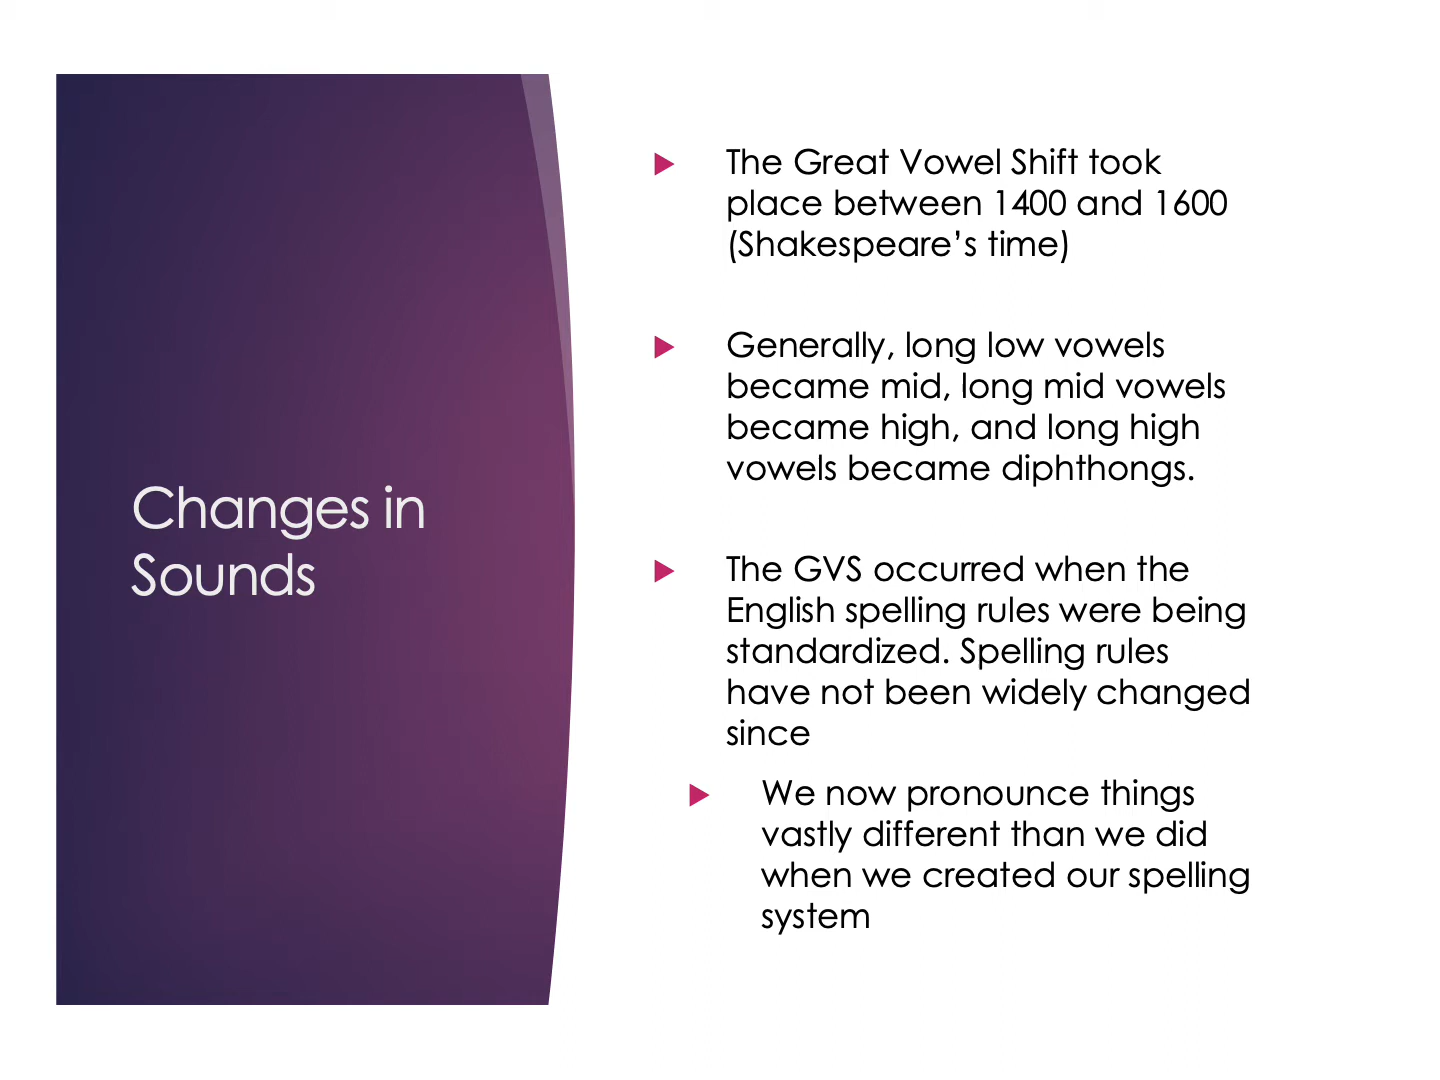 Changes in
Sounds
The Great Vowel Shift took
place between 1400 and 1600
(Shakespeare’s time)
Generally, long low vowels
became mid, long mid vowels
became high, and long high
vowels became diphthongs.
The GVS occurred when the
English spelling rules were being
standardized. Spelling rules
have not been widely changed
since
We now pronounce things
vastly different than we did
when we created our spelling
system